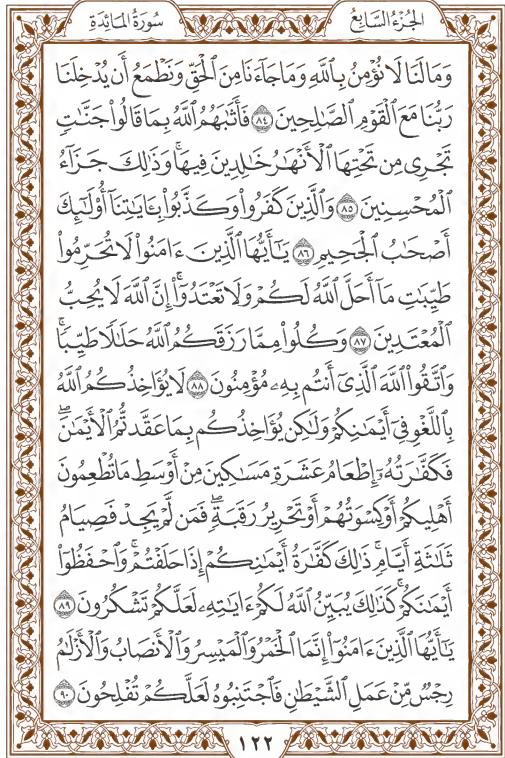 الجزء السابع
سورة المائدة
وَمَا لَنَا لَا نُؤْمِنُ بِٱللَّهِ وَمَا جَآءَنَا مِنَ ٱلْحَقِّ وَنَطْمَعُ أَن يُدْخِلَنَا
رَبُّنَا مَعَ ٱلْقَوْمِ ٱلصَّٰلِحِينَ ٨٤ فَأَثَٰبَهُمُ ٱللَّهُ بِمَا قَالُوا۟ جَنَّٰتٍ
تَجْرِى مِن تَحْتِهَا ٱلْأَنْهَٰرُ خَٰلِدِينَ فِيهَا ۚ وَذَٰلِكَ جَزَآءُ
ٱلْمُحْسِنِينَ ٨٥ وَٱلَّذِينَ كَفَرُوا۟ وَكَذَّبُوا۟ بِـَٔايَٰتِنَآ أُو۟لَٰٓئِكَ
أَصْحَٰبُ ٱلْجَحِيمِ ٨٦ يَٰٓأَيُّهَا ٱلَّذِينَ ءَامَنُوا۟ لَا تُحَرِّمُوا۟
طَيِّبَٰتِ مَآ أَحَلَّ ٱللَّهُ لَكُمْ وَلَا تَعْتَدُوٓا۟ ۚ إِنَّ ٱللَّهَ لَا يُحِبُّ
ٱلْمُعْتَدِينَ ٨٧ وَكُلُوا۟ مِمَّا رَزَقَكُمُ ٱللَّهُ حَلَٰلًا طَيِّبًا ۚ
وَٱتَّقُوا۟ ٱللَّهَ ٱلَّذِىٓ أَنتُم بِهِۦ مُؤْمِنُونَ ٨٨ لَا يُؤَاخِذُكُمُ ٱللَّهُ
بِٱللَّغْوِ فِىٓ أَيْمَٰنِكُمْ وَلَٰكِن يُؤَاخِذُكُم بِمَا عَقَّدتُّمُ ٱلْأَيْمَٰنَ ۖ
فَكَفَّٰرَتُهُۥٓ إِطْعَامُ عَشَرَةِ مَسَٰكِينَ مِنْ أَوْسَطِ مَا تُطْعِمُونَ
أَهْلِيكُمْ أَوْ كِسْوَتُهُمْ أَوْ تَحْرِيرُ رَقَبَةٍ ۖ فَمَن لَّمْ يَجِدْ فَصِيَامُ
ثَلَٰثَةِ أَيَّامٍ ۚ ذَٰلِكَ كَفَّٰرَةُ أَيْمَٰنِكُمْ إِذَا حَلَفْتُمْ ۚ وَٱحْفَظُوٓا۟
أَيْمَٰنَكُمْ ۚ كَذَٰلِكَ يُبَيِّنُ ٱللَّهُ لَكُمْ ءَايَٰتِهِۦ لَعَلَّكُمْ تَشْكُرُونَ ٨٩
يَٰٓأَيُّهَا ٱلَّذِينَ ءَامَنُوٓا۟ إِنَّمَا ٱلْخَمْرُ وَٱلْمَيْسِرُ وَٱلْأَنصَابُ وَٱلْأَزْلَٰمُ
رِجْسٌ مِّنْ عَمَلِ ٱلشَّيْطَٰنِ فَٱجْتَنِبُوهُ لَعَلَّكُمْ تُفْلِحُونَ ٩٠
١٢٢